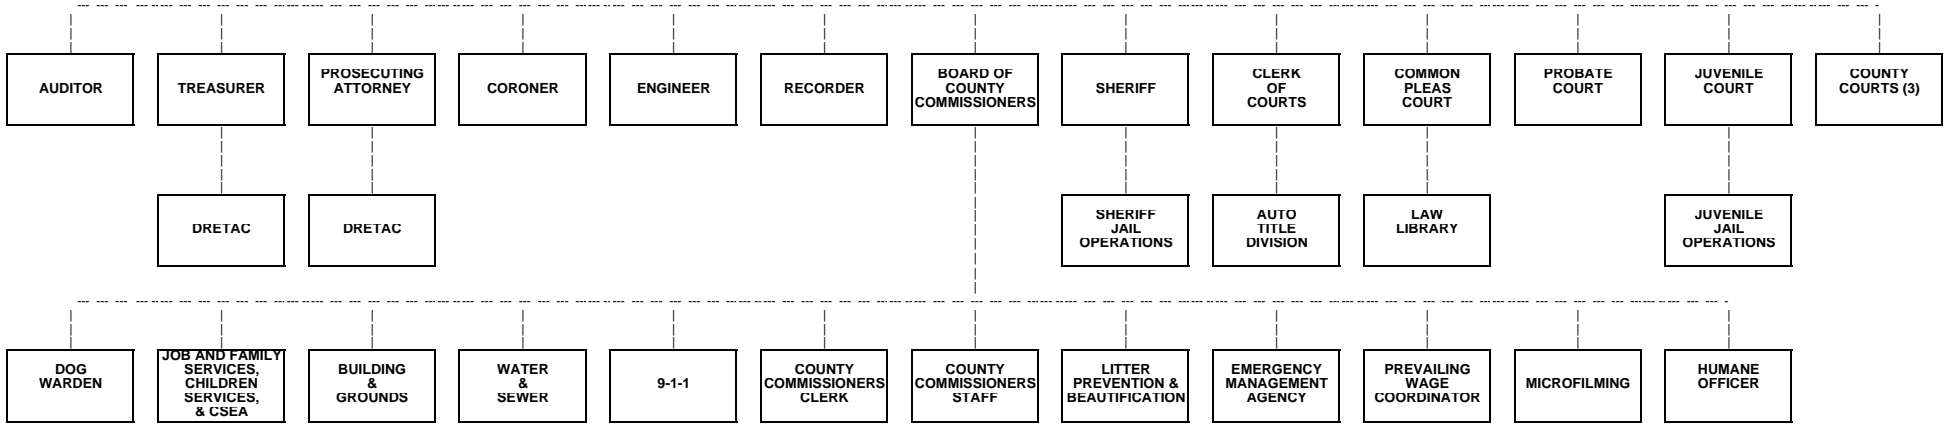 AUDITOR
TREASURER
PROSECUTING
ATTORNEY
CORONER
ENGINEER
RECORDER
BOARD OF
COUNTY
COMMISSIONERS
SHERIFF
CLERK
OF
COURTS
COMMON
PLEAS
COURT
PROBATE
COURT
JUVENILE
COURT
COUNTY
COURTS (3)
DRETAC
DRETAC
SHERIFF
JAIL
OPERATIONS
AUTO
TITLE
DIVISION
LAW
LIBRARY
JUVENILE
JAIL
OPERATIONS
DOG
WARDEN
JOB AND FAMILY
SERVICES,
CHILDREN
SERVICES,
& CSEA
BUILDING
&
GROUNDS
WATER
&
SEWER
9-1-1
COUNTY
COMMISSIONERS
CLERK
COUNTY
COMMISSIONERS
STAFF
LITTER
PREVENTION &
BEAUTIFICATION
EMERGENCY
MANAGEMENT
AGENCY
PREVAILING
WAGE
COORDINATOR
MICROFILMING
HUMANE
OFFICER